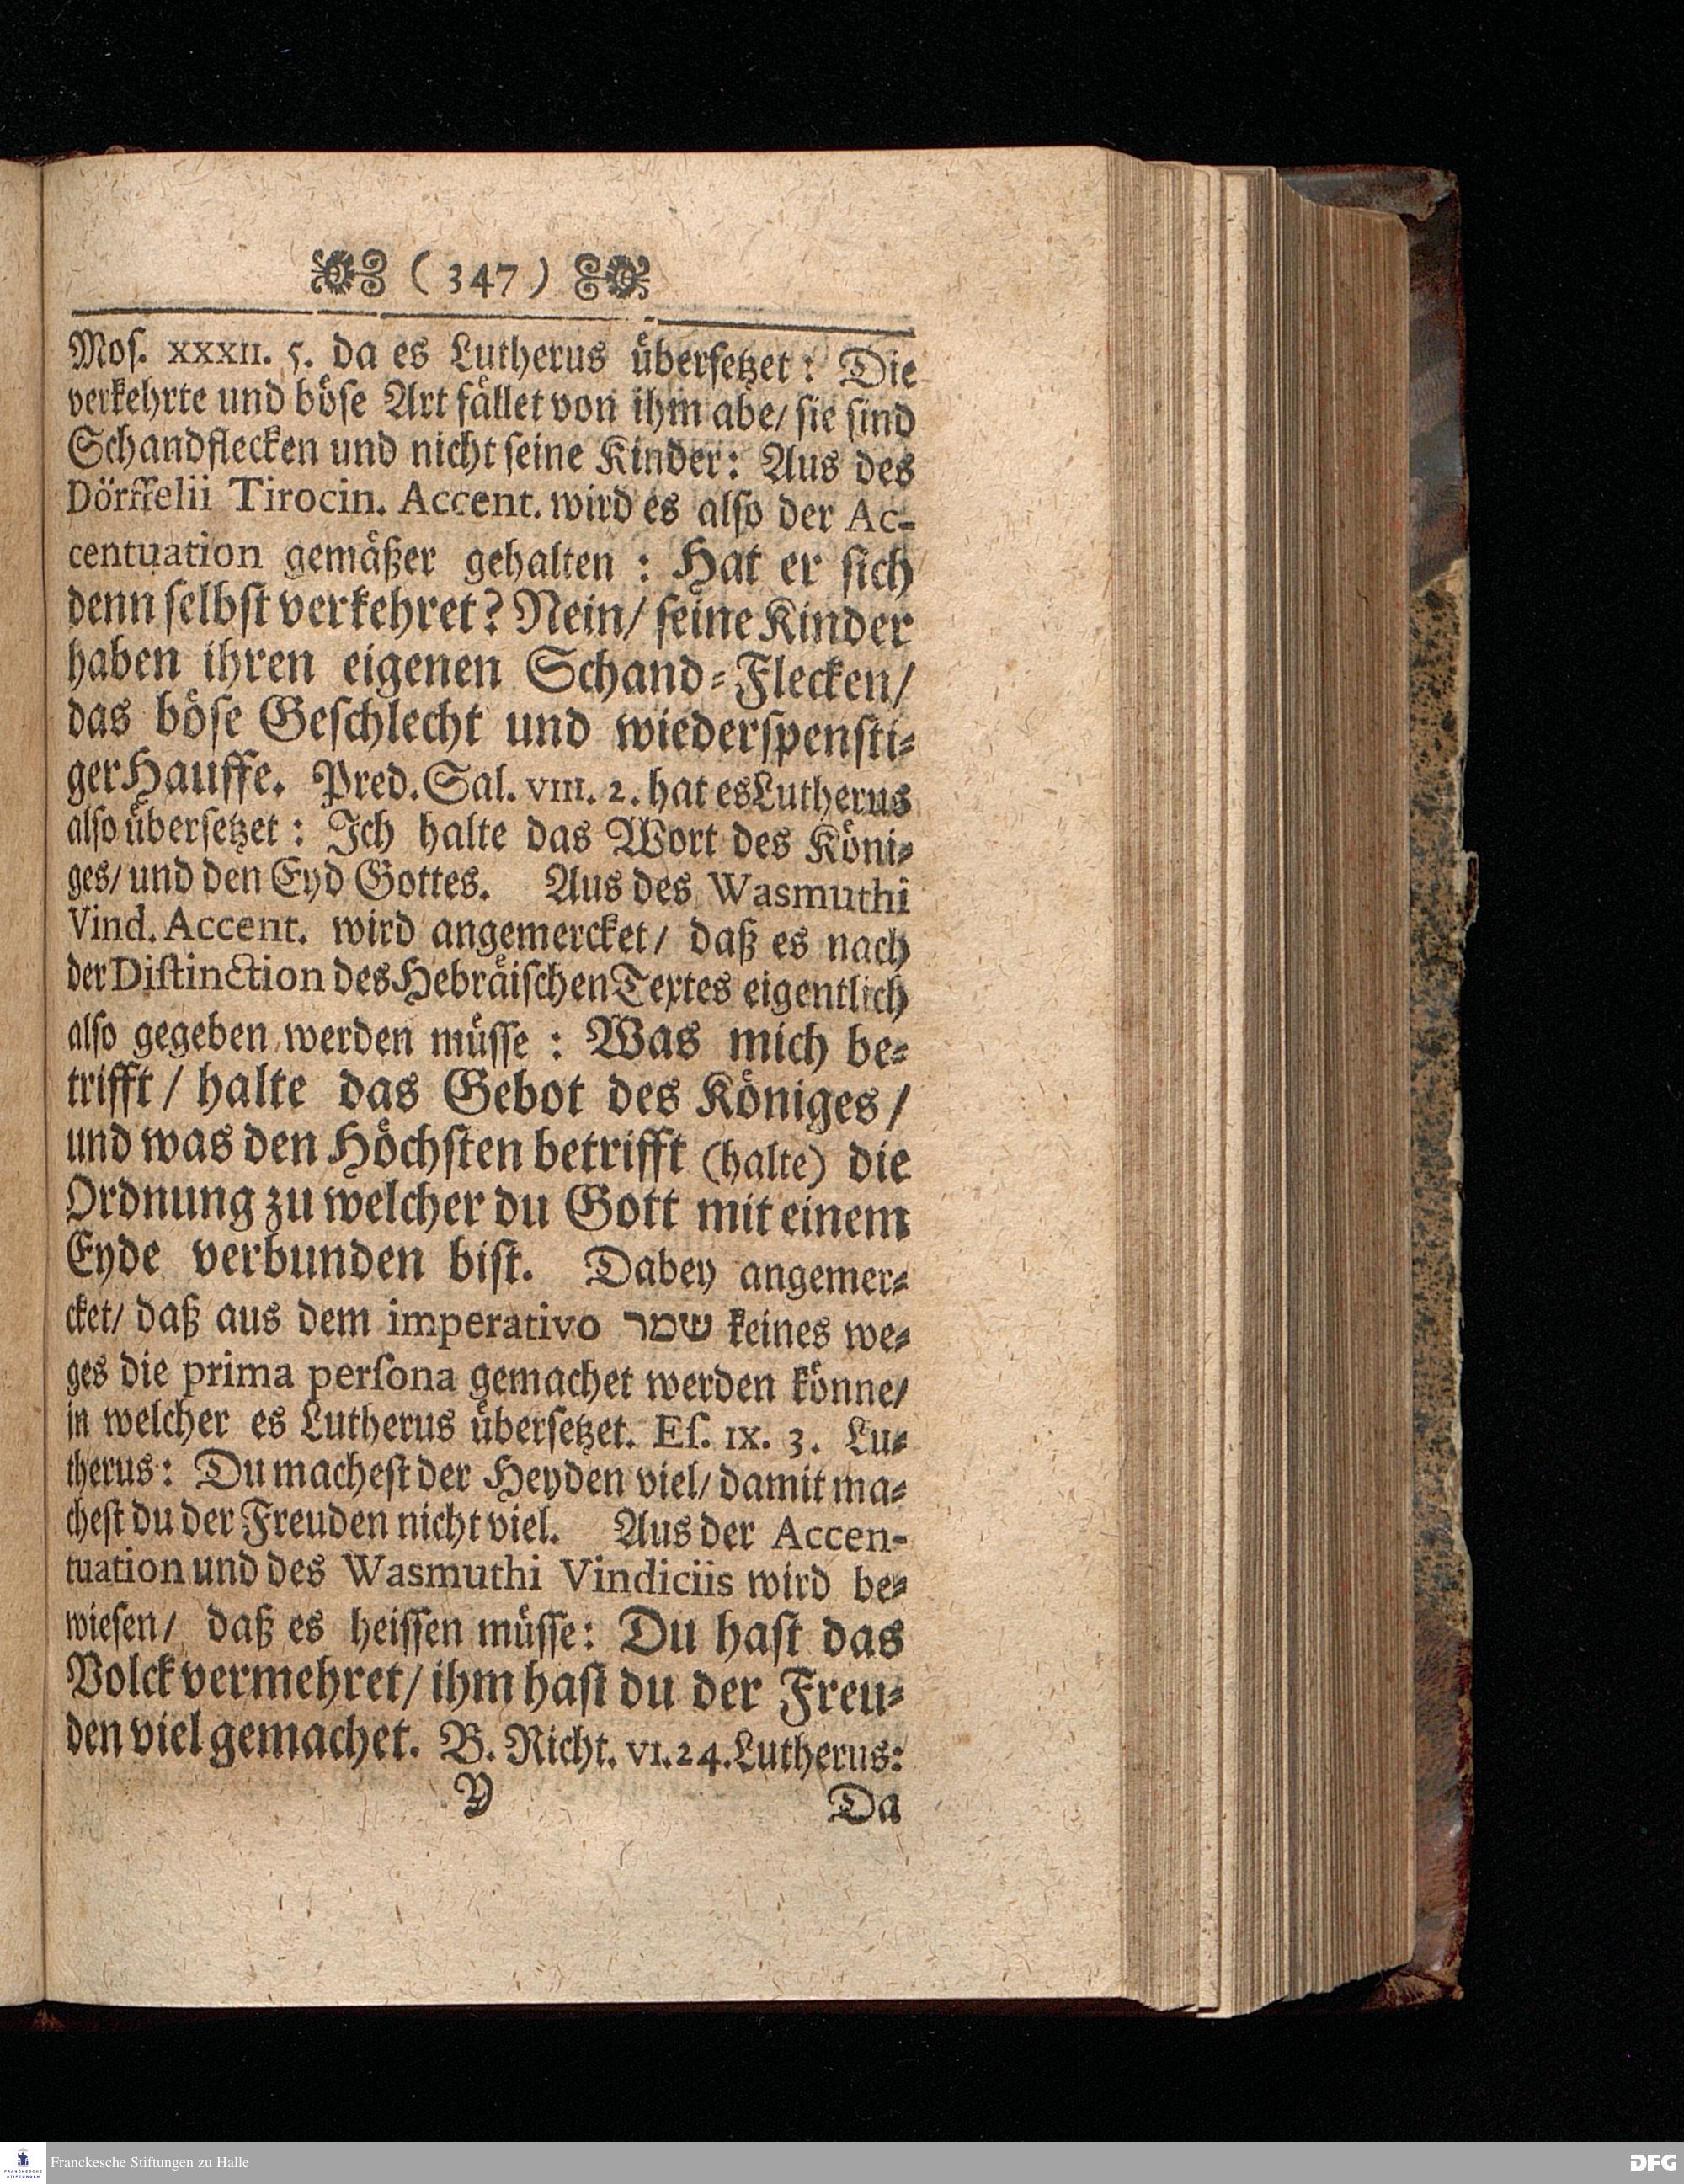 ( 347 )
Mos. XXXII. 5. da es Lutherus übersetzet: Die
verkehrte und böse Art fället von ihm abe/ sie sind
Schandflecken und nicht seine Kinder: Aus des
Dörffelii Tirocin. Accent. wird es also der Ac-
centuation gemäßer gehalten : Hat er sich
denn selbst verkehret? Nein/ seine Kinder
haben ihren eigenen Schand-Flecken/
das böse Geschlecht und wiederspensti-
ger Hauffe. Pred. Sal. VIII. 2. hat es Lutherus
also übersetzet: Ich halte das Wort des Köni-
ges/ und den Eyd Gottes. Aus des Wasmuthi
Vind. Accent. wird angemercket/ daß es nach
der Distinction des Hebräischen Textes eigentlich
also gegeben werden müsse : Was mich be-
trifft / halte das Gebot des Königes/
und was den Höchsten betrifft (halte) die
Ordnung zu welcher du Gott mit einem
Eyde verbunden bist. Dabey angemer-
cket/ daß aus dem imperativo שמר keines we-
ges die prima persona gemachet werden könne/
in welcher es Lutherus übersetzet. Es. IX. 3. Lu-
therus: Du machest der Heyden viel/ damit ma-
chest du der Freuden nicht viel. Aus der Accen-
tuation und des Wasmuthi Vindiciis wird be-
wiesen/ daß es heissen müsse: Du hast das
Volck vermehret/ ihm hast du der Freu-
den viel gemachet. B. Richt. VI. 24. Lutherus:
Y Da
FRANCKESCHE STIFTUNGEN
Franckesche Stiftungen zu Halle
DFG